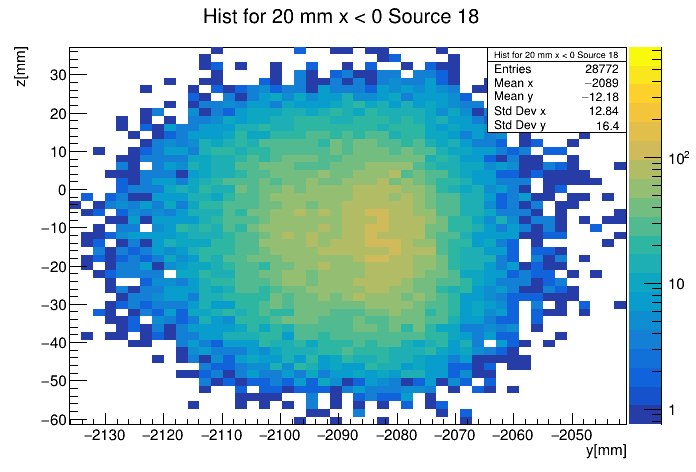 Hist for 20 mm x < 0 Source 18
z[mm]
Hist for 20 mm x < 0 Source 18
Entries 28772
Mean x −2089
Mean y −12.18
Std Dev x 12.84
Std Dev y 16.4
30
20
10
0
−10
−20
−30
−40
−50
−60
−2130 −2120 −2110 −2100 −2090 −2080 −2070 −2060 −2050
y[mm]
10²
10
1